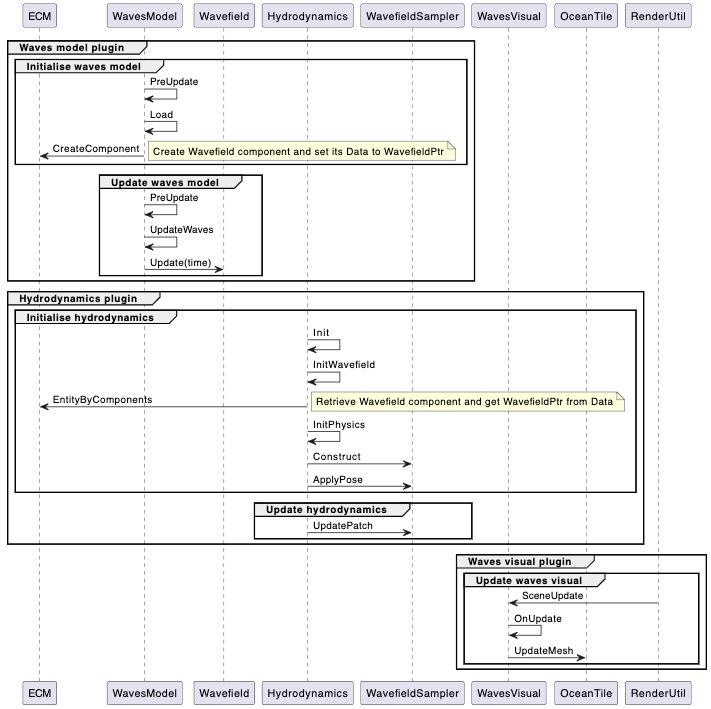 ECM WavesModel Wavefield Hydrodynamics WavefieldSampler WavesVisual OceanTile RenderUtil
Waves model plugin
Initialise waves model
PreUpdate
Load
CreateComponent Create Wavefield component and set its Data to WavefieldPtr
Update waves model
PreUpdate
UpdateWaves
Update(time)
Hydrodynamics plugin
Initialise hydrodynamics
Init
InitWavefield
EntityByComponents Retrieve Wavefield component and get WavefieldPtr from Data
InitPhysics
Construct
ApplyPose
Update hydrodynamics
UpdatePatch
Waves visual plugin
Update waves visual
SceneUpdate
OnUpdate
UpdateMesh
ECM WavesModel Wavefield Hydrodynamics WavefieldSampler WavesVisual OceanTile RenderUtil